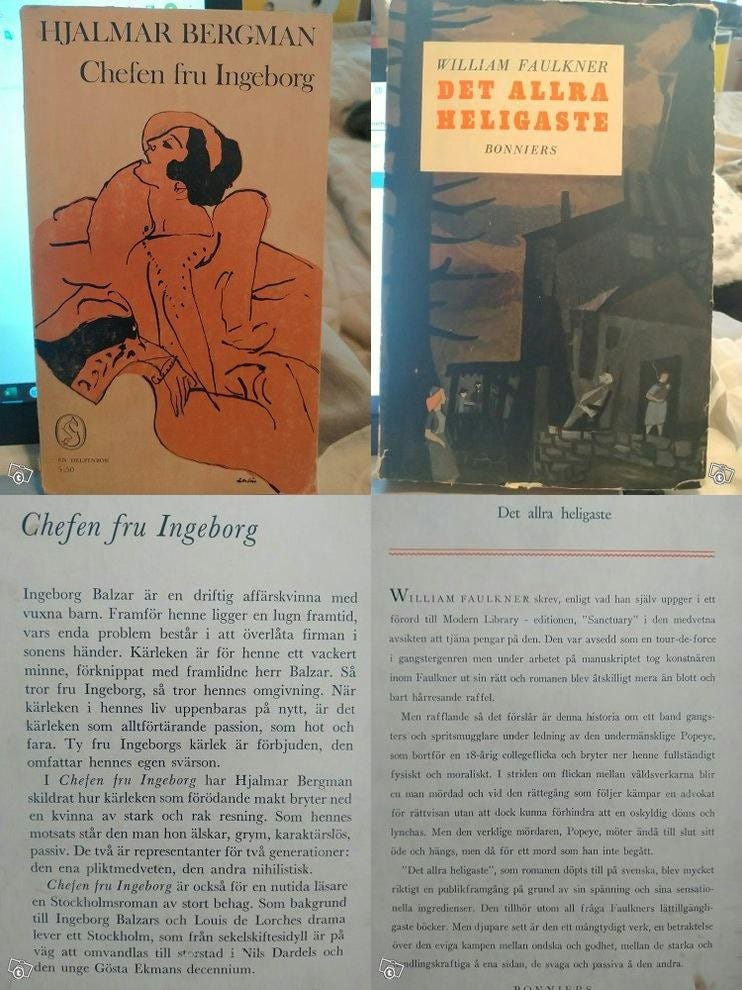 HJALMAR BERGMAN
Chefen fru Ingeborg
EN DELFINBOK
5:50
WILLIAM FAULKNER
DET ALLRA
HELIGASTE
BONNIERS
Chefen fru Ingeborg
Ingeborg Balzar är en driftig affärskvinna med
vuxna barn. Framför henne ligger en lugn framtid,
vars enda problem består i att överlåta firman i
sonens händer. Kärleken är för henne ett vackert
minne, förknippat med framlidne herr Balzar. Så
tror fru Ingeborg, så tror hennes omgivning. När
kärleken i hennes liv uppenbaras på nytt, är det
kärleken som alltförtärande passion, som hot och
fara. Ty fru Ingeborgs kärlek är förbjuden, den
omfattar hennes egen svärson.
I Chefen fru Ingeborg har Hjalmar Bergman
skildrat hur kärleken som förödande makt bryter ned
en kvinna av stark och rak resning. Som hennes
motsats står den man hon älskar, grym, karaktärslös,
passiv. De två är representanter för två generationer:
den ena pliktmedveten, den andra nihilistisk.
Chefen fru Ingeborg är också för en nutida läsare
en Stockholmsroman av stort behag. Som bakgrund
till Ingeborg Balzars och Louis de Lorches drama
lever ett Stockholm, som från sekelskiftesidyll är på
väg att omvandlas till storstad i Nils Dardels och
den unge Gösta Ekmans decennium.
Det allra heligaste
WILLIAM FAULKNER skrev, enligt vad han själv uppger i ett
förord till Modern Library - editionen, "Sanctuary" i den medvetna
avsikten att tjäna pengar på den. Den var avsedd som en tour-de-force
i gangstergenren men under arbetet på manuskriptet tog konstnären
inom Faulkner ut sin rätt och romanen blev åtskilligt mera än blott och
bart hårresande raffel.
Men rafflande så det förslår är denna historia om ett band gangs-
ters och spritsmugglare under ledning av den undermänslige Popeye,
som bortför en 18-årig collegeflicka och bryter ner henne fullständigt
fysiskt och moraliskt. I striden om flickan mellan våldsverkarna blir
en man mördad och vid den rättegång som följer kämpar en advokat
för rättvisan utan att dock kunna förhindra att en oskyldig döms och
lynchas. Men den verklige mördaren, Popeye, möter ändå till slut sitt
öde och hängs, men då för ett mord som han inte begått.
"Det allra heligaste", som romanen döpts till på svenska, blev mycket
riktigt en publikframgång på grund av sin spänning och sina sensatio-
nella ingredienser. Den tillhör utom all fråga Faulkners lättillgängli-
gaste böcker. Men djupare sett är den ett mångtydigt verk, en betraktelse
över den eviga kampen mellan ondska och godhet, mellan de starka och
handlingskraftiga å ena sidan, de svaga och passiva å den andra.
BONNIERS